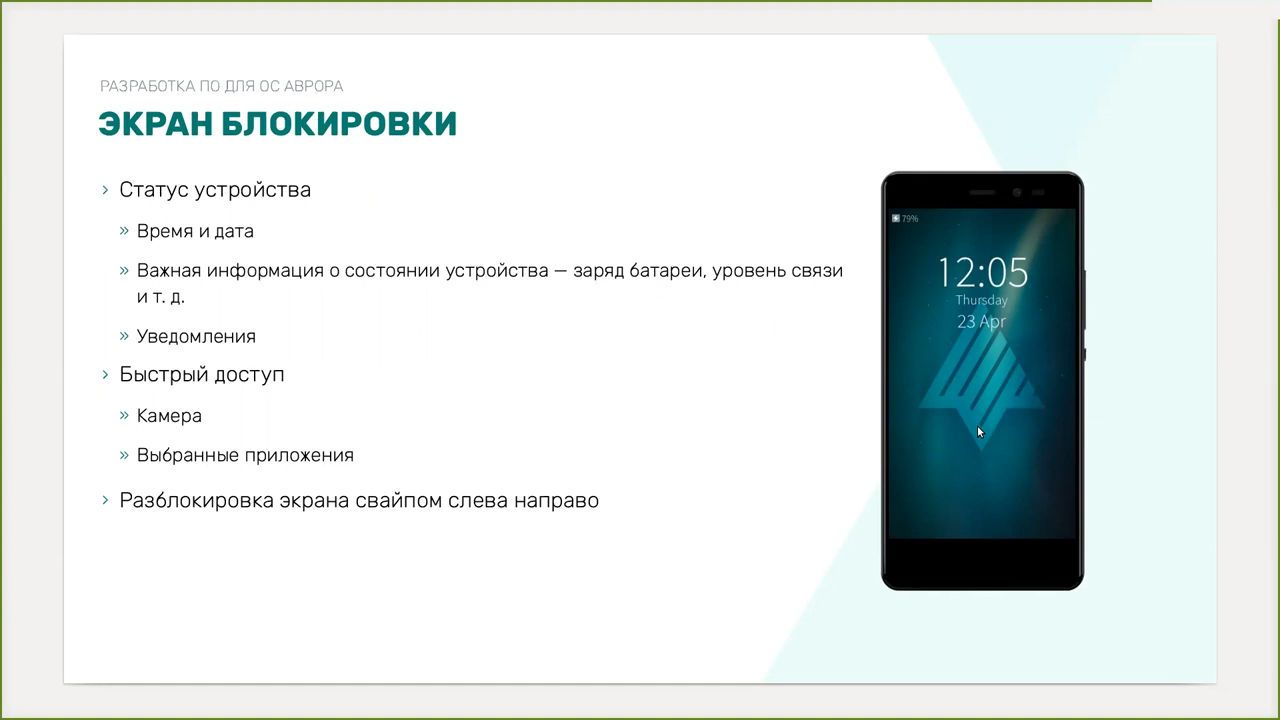 РАЗРАБОТКА ПО ДЛЯ ОС АВРОРА
ЭКРАН БЛОКИРОВКИ
› Статус устройства
» Время и дата
» Важная информация о состоянии устройства — заряд батареи, уровень связи
и т. д.
» Уведомления
› Быстрый доступ
» Камера
» Выбранные приложения
› Разблокировка экрана свайпом слева направо
79%
12:05
Thursday
23 Apr